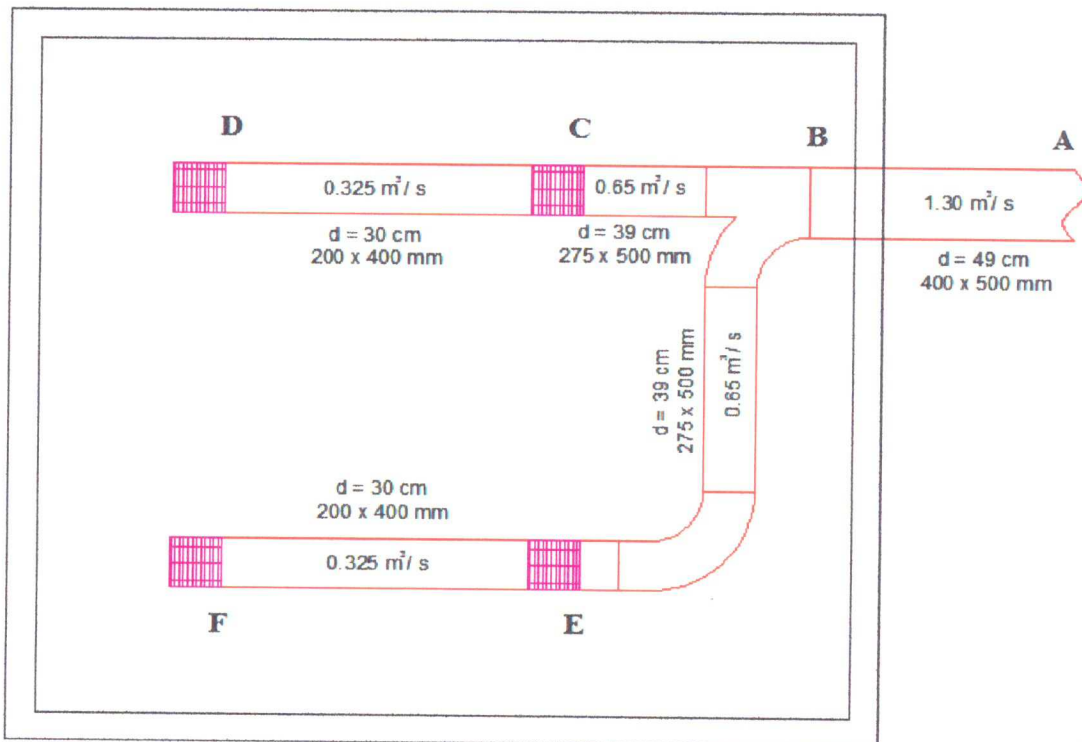 D
C
B
A
0.325 m³/ s
0.65 m³/ s
1.30 m³/ s
d = 30 cm
200 x 400 mm
d = 39 cm
275 x 500 mm
d = 49 cm
400 x 500 mm
d = 39 cm
275 x 500 mm
0.65 m³/ s
d = 30 cm
200 x 400 mm
0.325 m³/ s
F
E